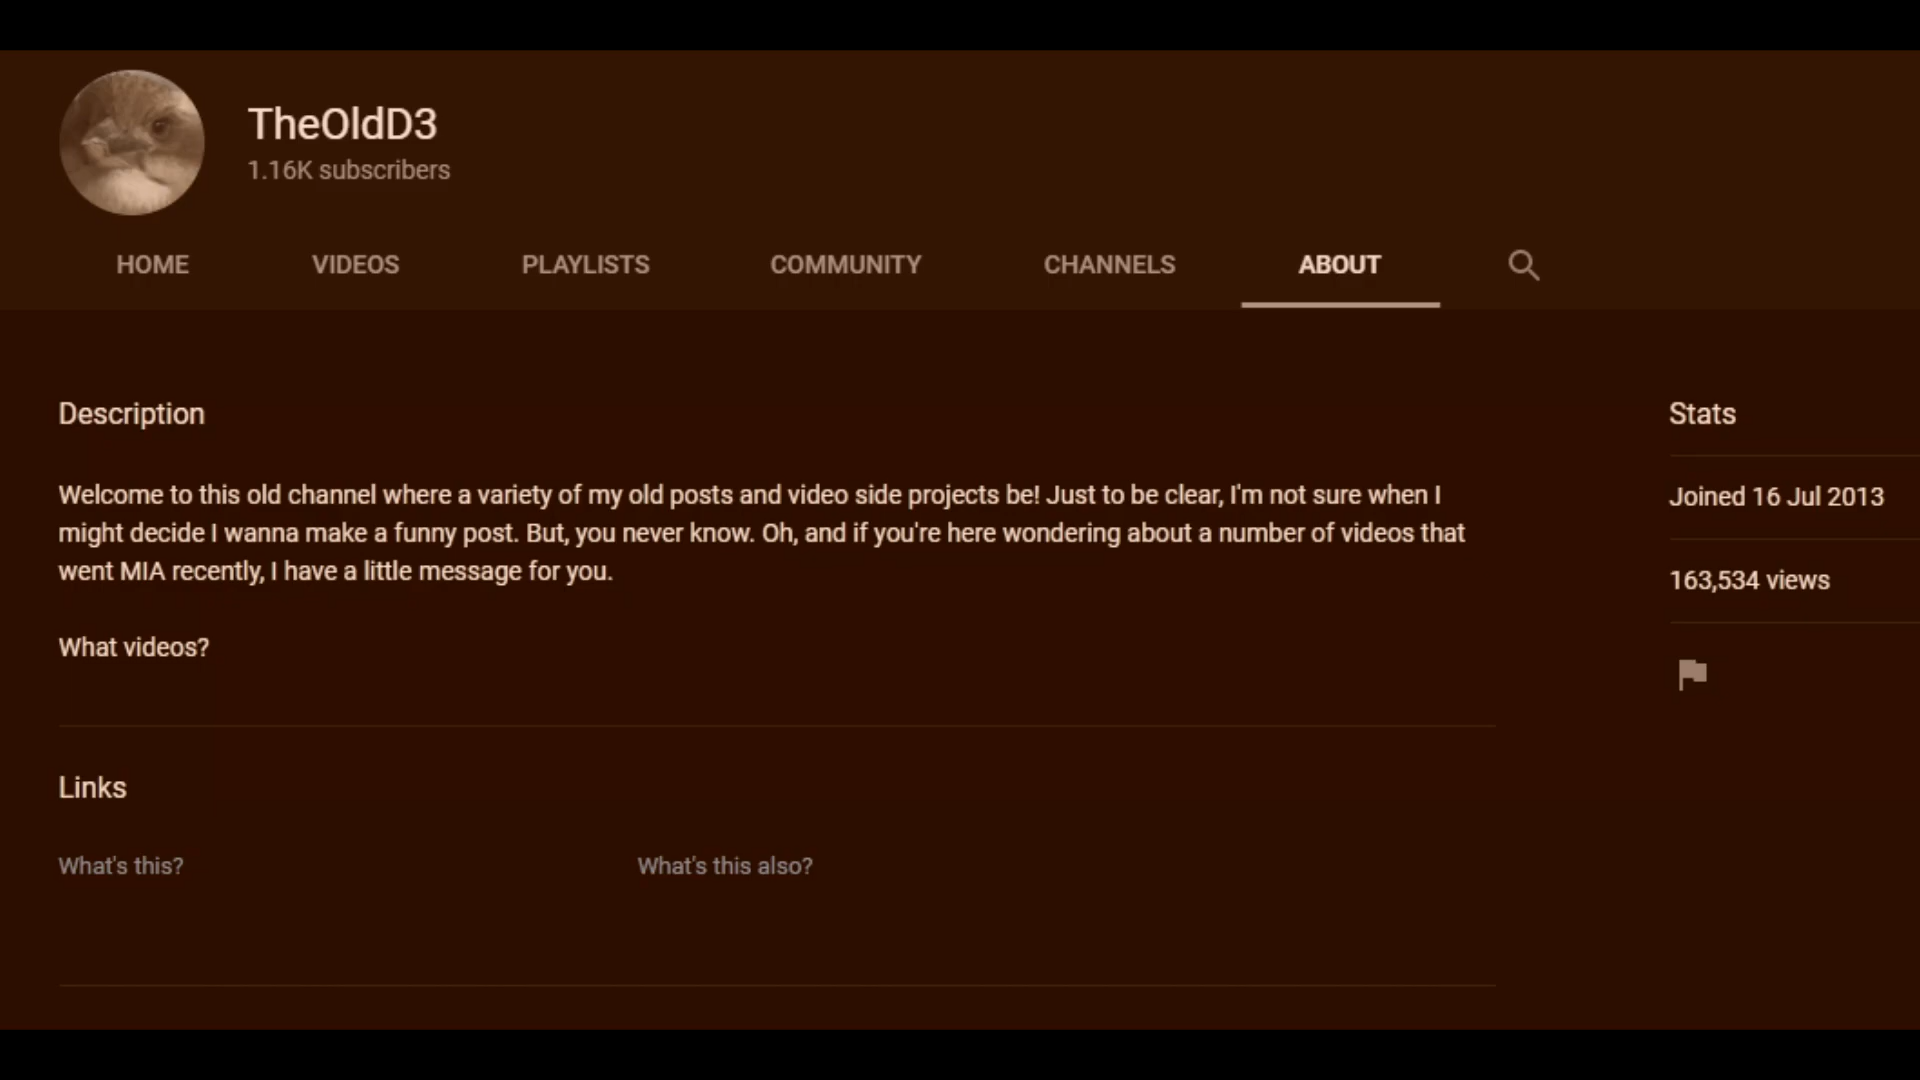 TheOldD3
1.16K subscribers
HOME VIDEOS PLAYLISTS COMMUNITY CHANNELS ABOUT
Description
Welcome to this old channel where a variety of my old posts and video side projects be! Just to be clear, I'm not sure when I
might decide I wanna make a funny post. But, you never know. Oh, and if you're here wondering about a number of videos that
went MIA recently, I have a little message for you.
What videos?
Links
What's this? What's this also?
Stats
Joined 16 Jul 2013
163,534 views